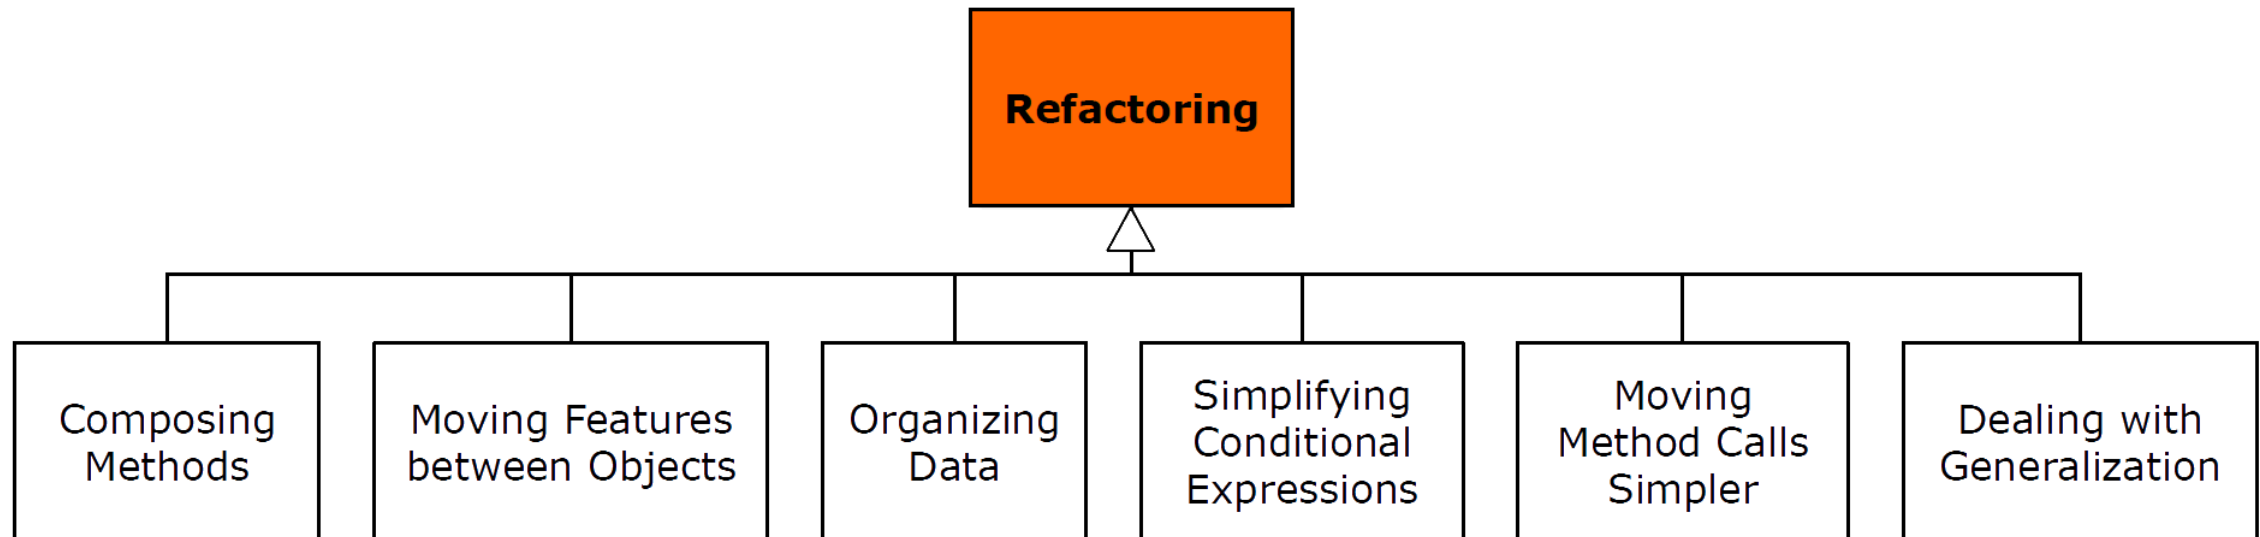 Refactoring
Composing
Methods
Moving Features
between Objects
Organizing
Data
Simplifying
Conditional
Expressions
Moving
Method Calls
Simpler
Dealing with
Generalization